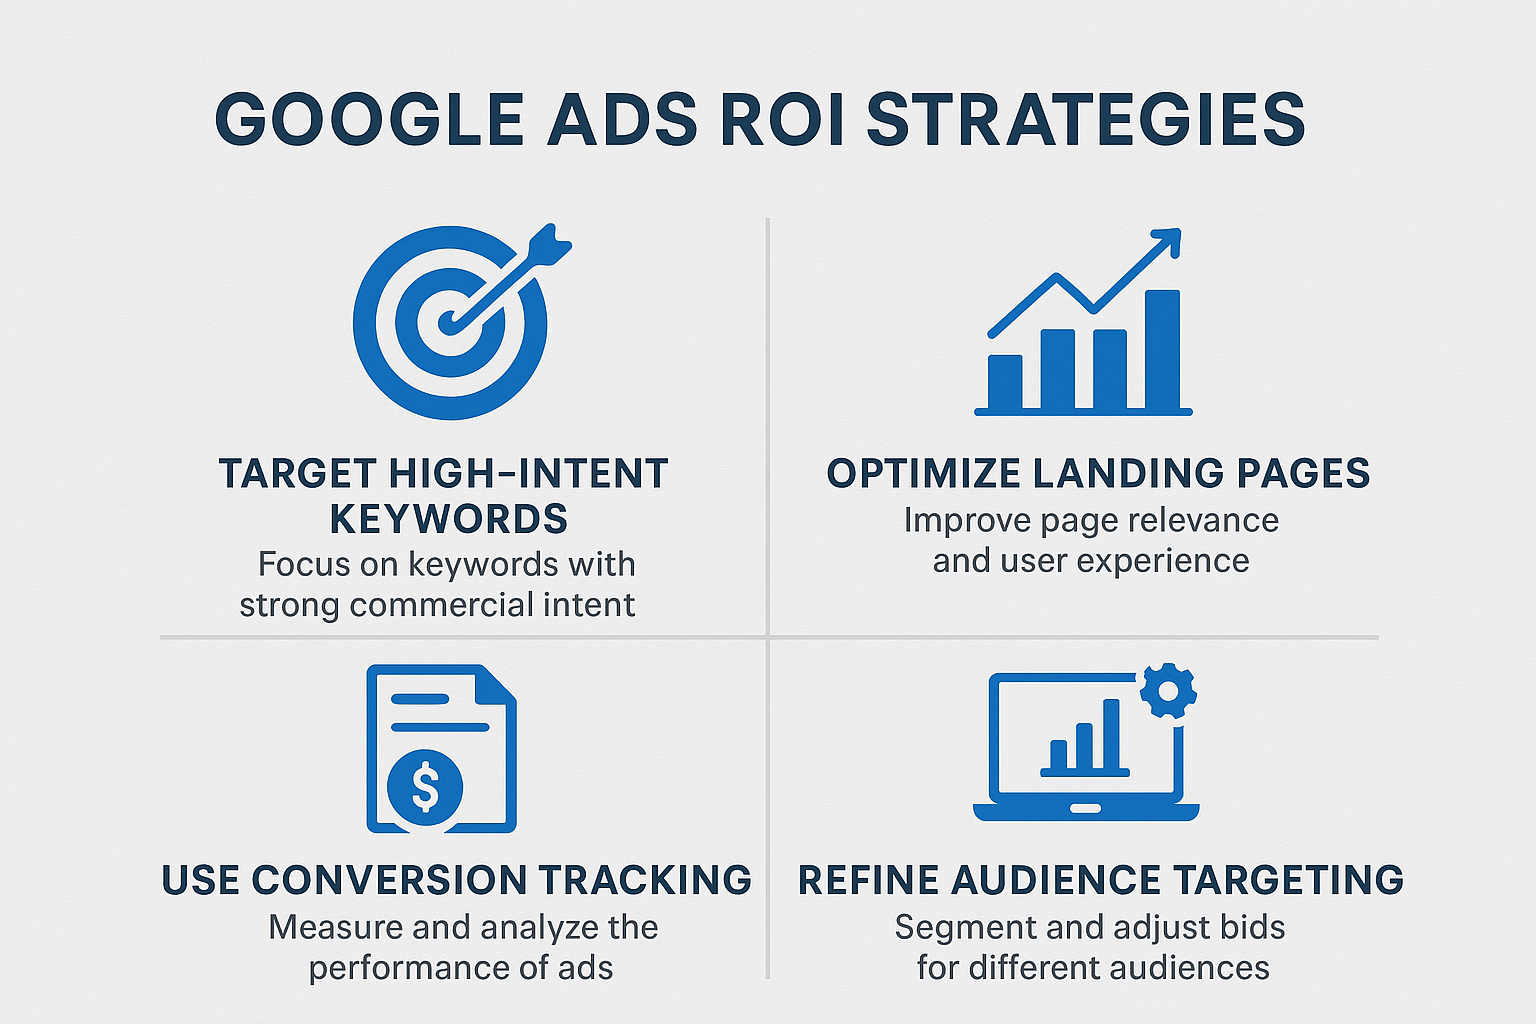 GOOGLE ADS ROI STRATEGIES
TARGET HIGH-INTENT
KEYWORDS
Focus on keywords with
strong commercial intent
OPTIMIZE LANDING PAGES
Improve page relevance
and user experience
$
USE CONVERSION TRACKING
Measure and analyze the
performance of ads
REFINE AUDIENCE TARGETING
Segment and adjust bids
for different audiences